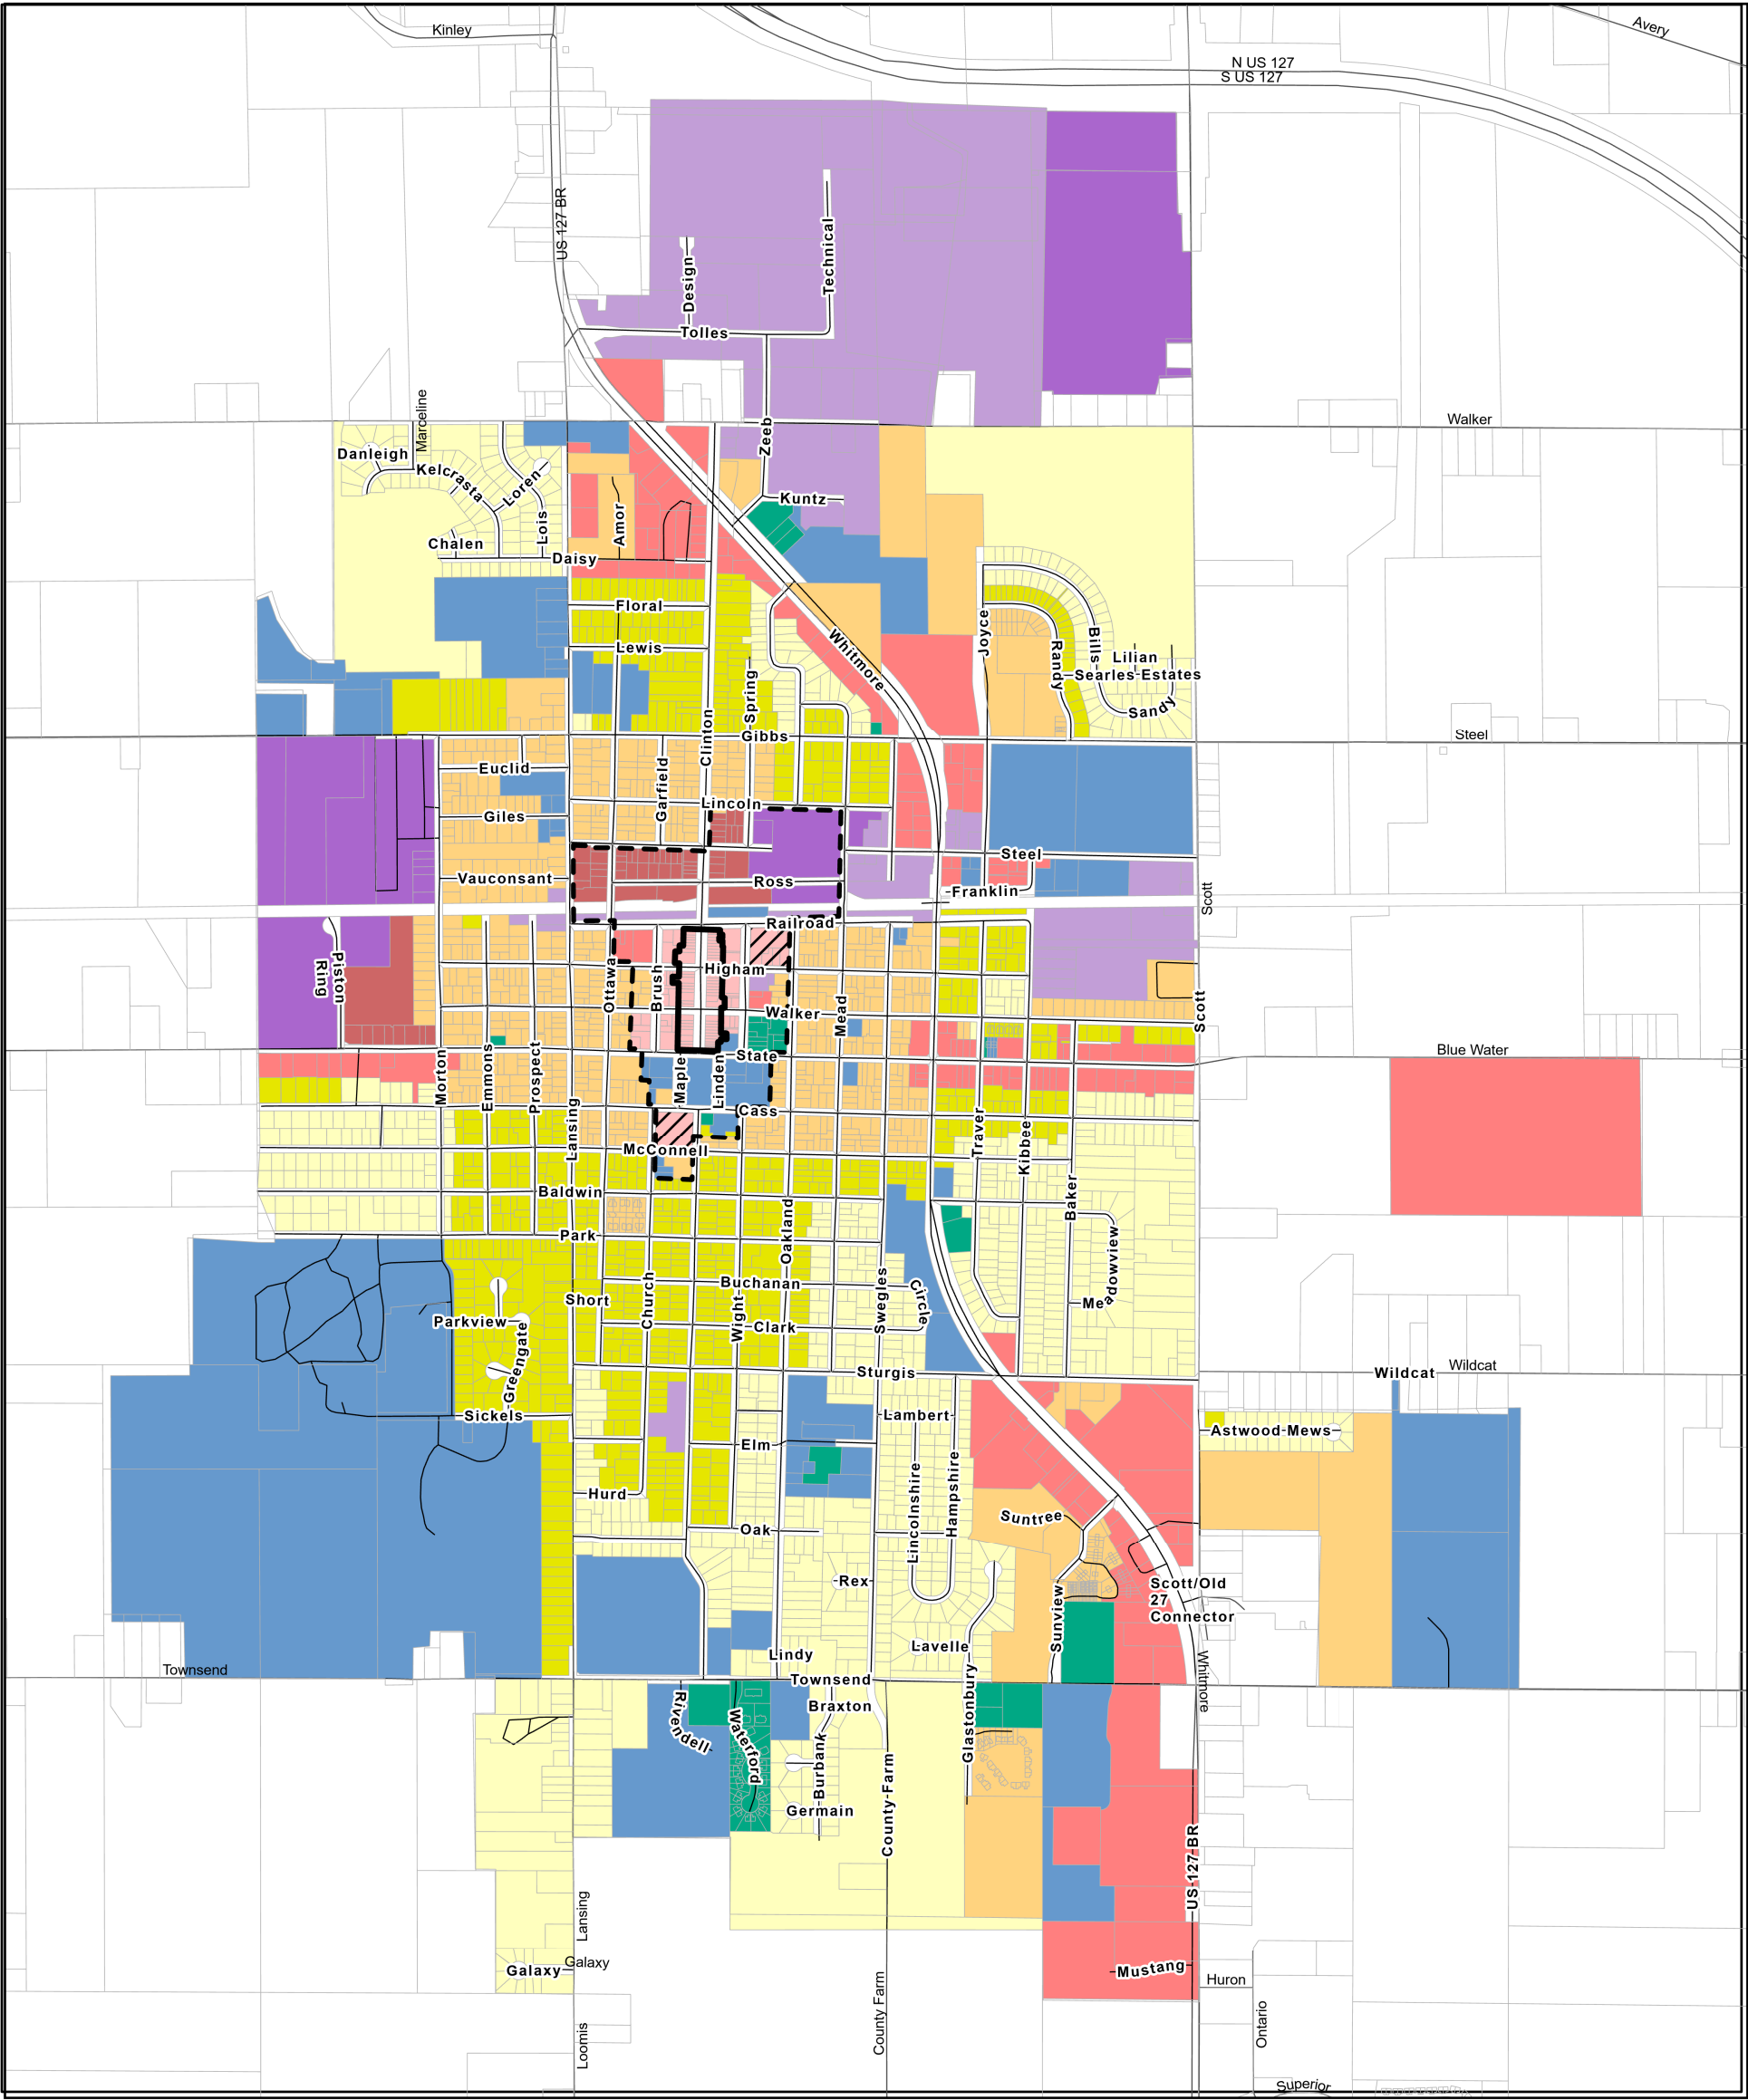 Kinley
Avery
N US 127
S US 127
US 127 BR
Technical
Design
Tolles
Marceline
Walker
Zeeb
Danleigh
Kelcrasta
Loren
Kuntz
Lois
Amor
Chalen
Daisy
Floral
Joyce
Whitmore
Bills
Randy
Lewis
Lilian
Searles-Estates
Spring
Sandy
Clinton
Gibbs
Steel
Euclid
Garfield
Lincoln
Giles
Steel
Vauconsant
Ross
Franklin
Scott
Railroad
Piston
Ring
Ottawa
Brush
Higham
Mead
Walker
Scott
Morton
Emmons
Prospect
State
Maple
Linden
Blue Water
Lansing
Cass
Traver
Kibbee
McConnell
Baldwin
Baker
Oakland
Park
Meadowview
Buchanan
Short
Church
Wight
Swegles
Circle
Parkview
Clark
Greengate
Sturgis
Wildcat
Wildcat
Sickels
Lambert
Astwood-Mews
Elm
Lincolnshire
Hampshire
Hurd
Suntree
Oak
Rex
Scott/Old
27
Connector
Sunview
Lavelle
Lindy
Townsend
Townsend
Whitmore
Glastonbury
Rivendell
Waterford
Braxton
Burbank
County-Farm
Germain
US-127-BR
Lansing
Galaxy
Galaxy
Mustang
Huron
County Farm
Ontario
Loomis
Superior